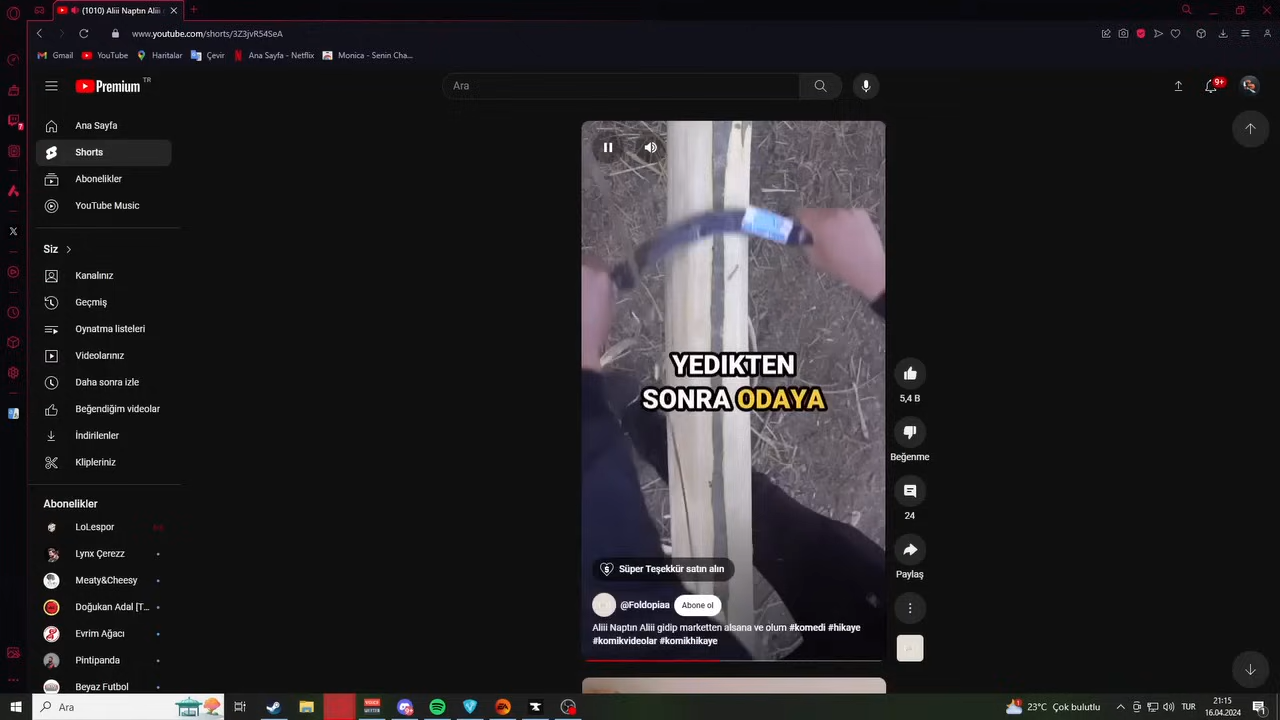 (1010) Aliii Naptın Aliii
www.youtube.com/shorts/3Z3jvR54SeA
Gmail
YouTube
Haritalar
Çevir
Ana Sayfa - Netflix
Monica - Senin Cha...
Premium
TR
Ara
9+
Ana Sayfa
Shorts
Abonelikler
YouTube Music
Siz
Kanalınız
Geçmiş
Oynatma listeleri
Videolarınız
Daha sonra izle
Beğendiğim videolar
İndirilenler
Klipleriniz
Abonelikler
LoLespor
Lynx Çerezz
Meaty&Cheesy
Doğukan Adal [T...
Evrim Ağacı
Pintipanda
Beyaz Futbol
YEDIKTEN
SONRA ODAYA
5,4 B
Beğenme
24
Paylaş
Süper Teşekkür satın alın
@Foldopiaa
Abone ol
Aliii Naptın Aliii gidip marketten alsana ve olum #komedi #hikaye
#komikvideolar #komikhikaye
Ara
23°C Çok bulutlu
TUR
21:15
16.04.2024